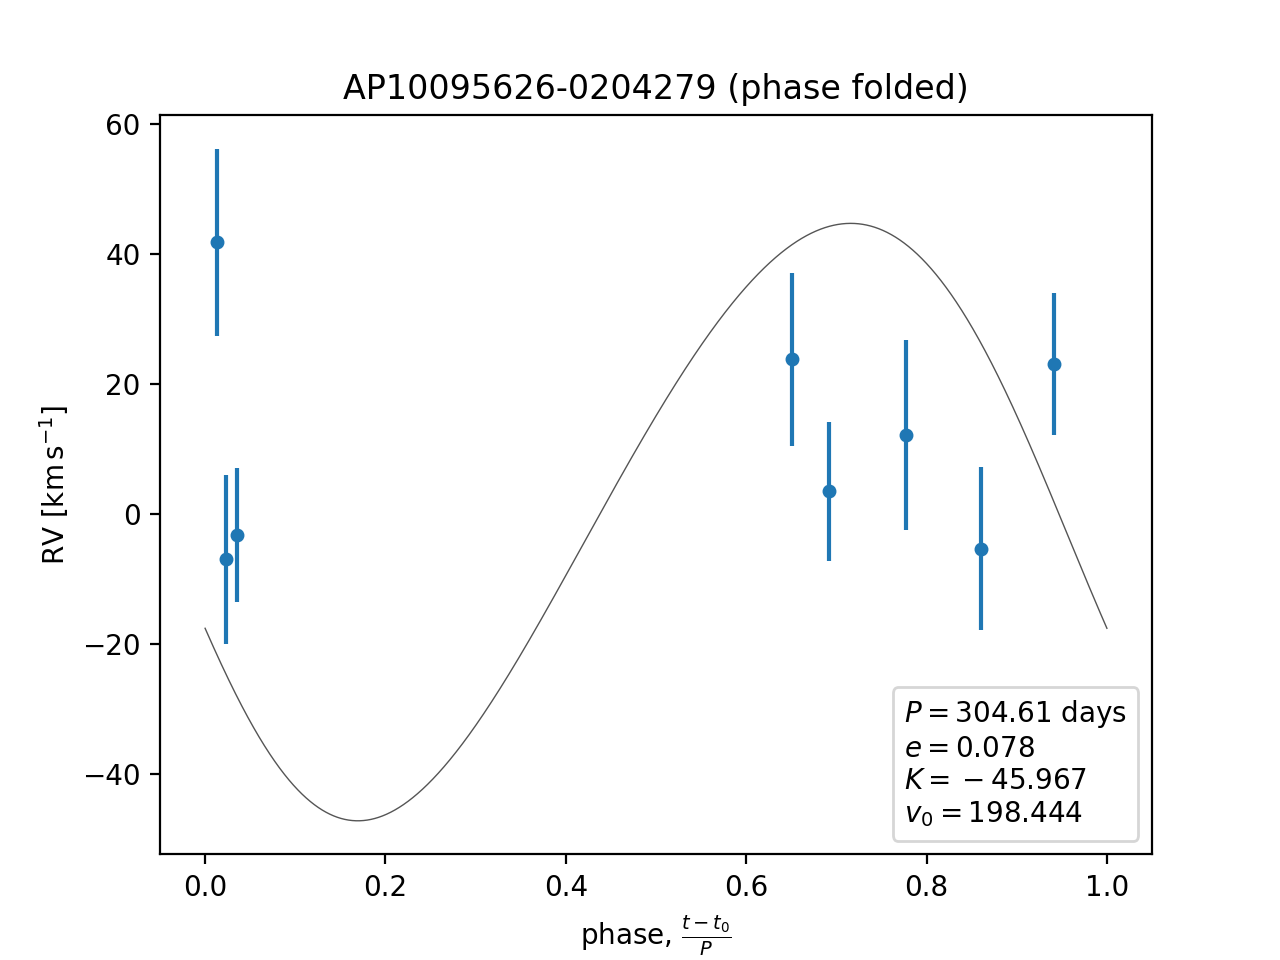 AP10095626-0204279 (phase folded)
60
40
20
0
−20
−40
RV [km s⁻¹]
0.0 0.2 0.4 0.6 0.8 1.0
phase, (t − t₀)/P
P = 304.61 days
e = 0.078
K = −45.967
v₀ = 198.444